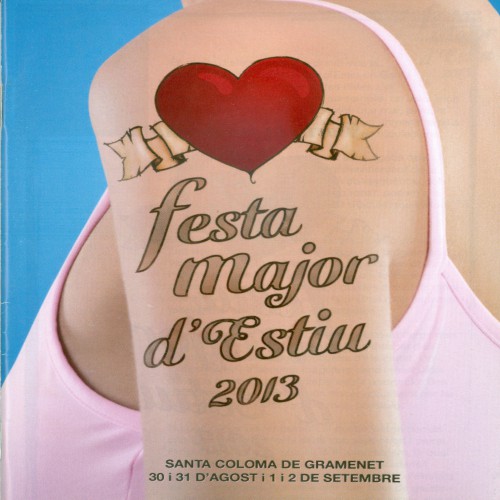 festa
major
d'Estiu
2013
SANTA COLOMA DE GRAMENET
30 i 31 D'AGOST i 1 i 2 DE SETEMBRE